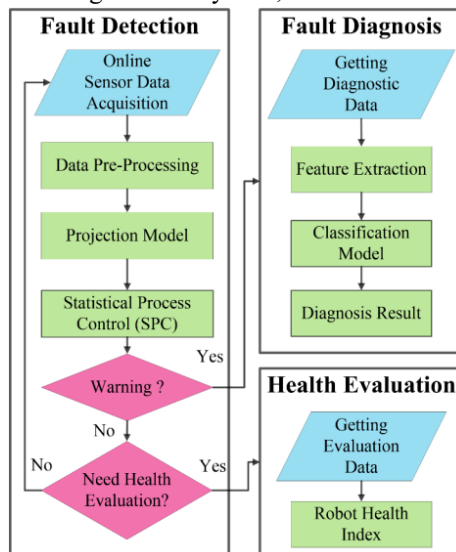 Fault Detection
Online
Sensor Data
Acquisition
Data Pre-Processing
Projection Model
Statistical Process
Control (SPC)
Warning ?
Yes
No
Need Health
Evaluation?
No
Yes
Fault Diagnosis
Getting
Diagnostic
Data
Feature Extraction
Classification
Model
Diagnosis Result
Health Evaluation
Getting
Evaluation
Data
Robot Health
Index